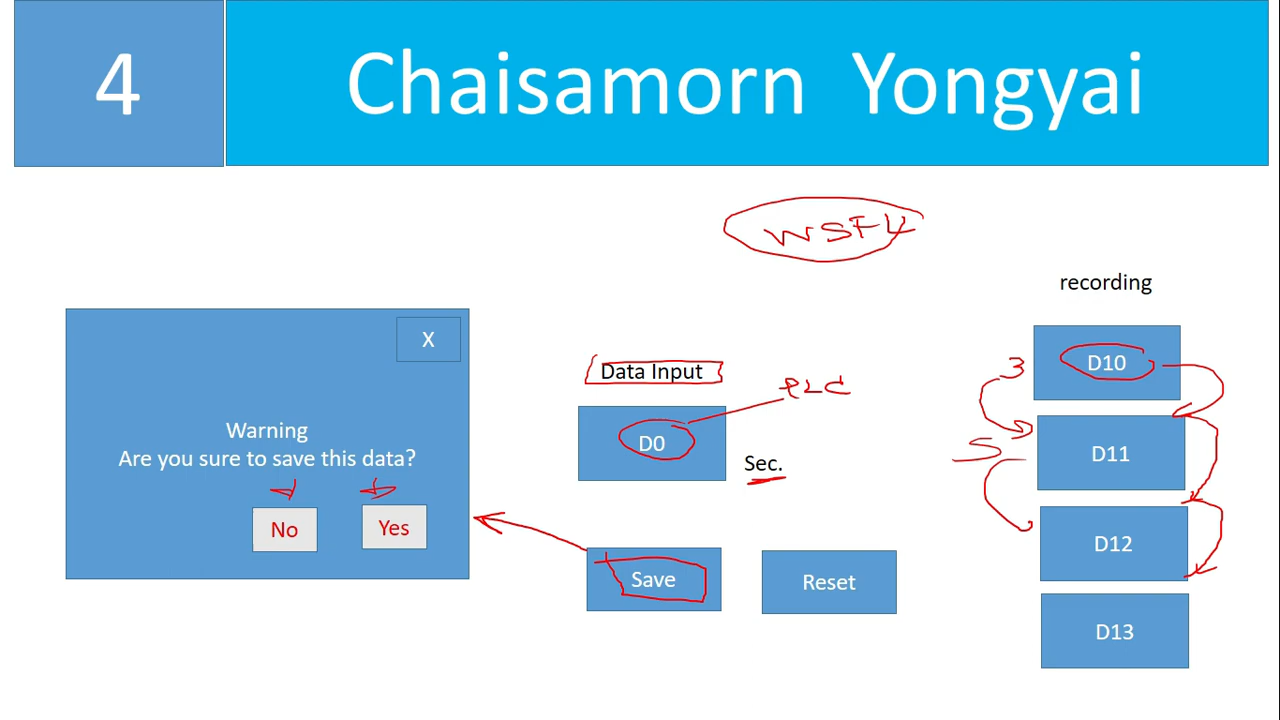 4
Chaisamorn Yongyai
WSFL
recording
X
Warning
Are you sure to save this data?
No
Yes
Data Input
PLC
D0
Sec.
Save
Reset
3
D10
D11
5
D12
D13